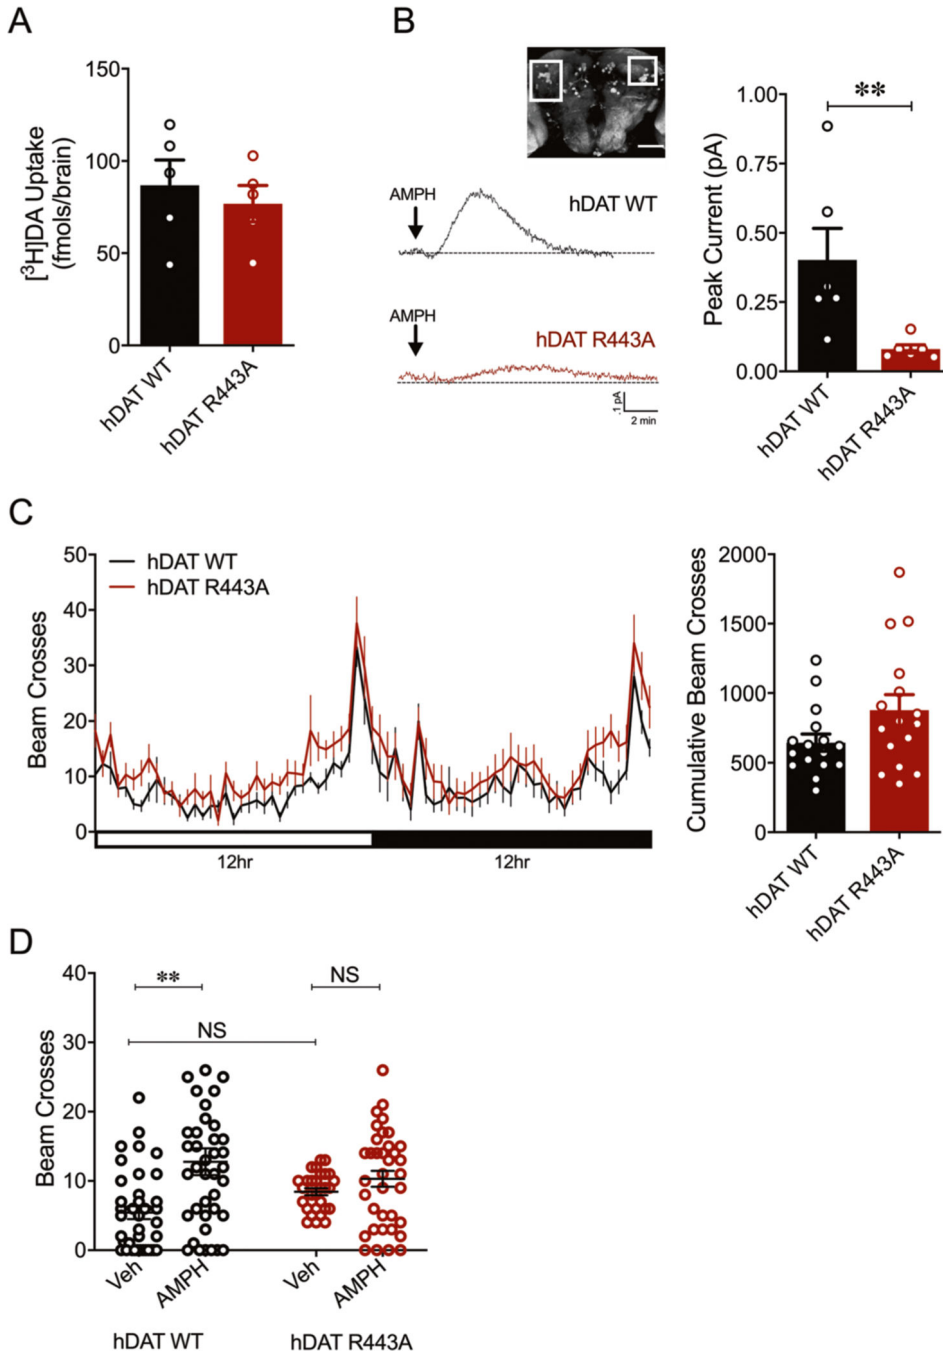 A
150
100
50
0
[³H]DA Uptake
(fmols/brain)
hDAT WT
hDAT R443A
B
AMPH
hDAT WT
AMPH
hDAT R443A
.1 pA
2 min
1.00
0.75
0.50
0.25
0.00
Peak Current (pA)
**
hDAT WT
hDAT R443A
C
50
40
30
20
10
0
Beam Crosses
hDAT WT
hDAT R443A
12hr
12hr
2000
1500
1000
500
0
Cumulative Beam Crosses
hDAT WT
hDAT R443A
D
40
30
20
10
0
Beam Crosses
**
NS
NS
Veh
AMPH
Veh
AMPH
hDAT WT
hDAT R443A